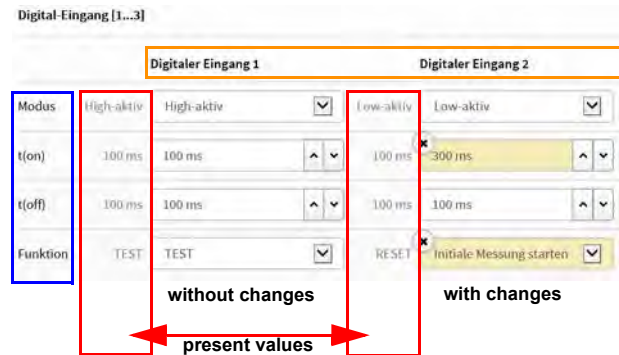 Digital-Eingang [1...3]
Digitaler Eingang 1 Digitaler Eingang 2
Modus High-aktiv High-aktiv Low-aktiv Low-aktiv
t(on) 100 ms 100 ms 100 ms 300 ms
t(off) 100 ms 100 ms 100 ms 100 ms
Funktion TEST TEST RESET Initiale Messung starten
without changes with changes
present values